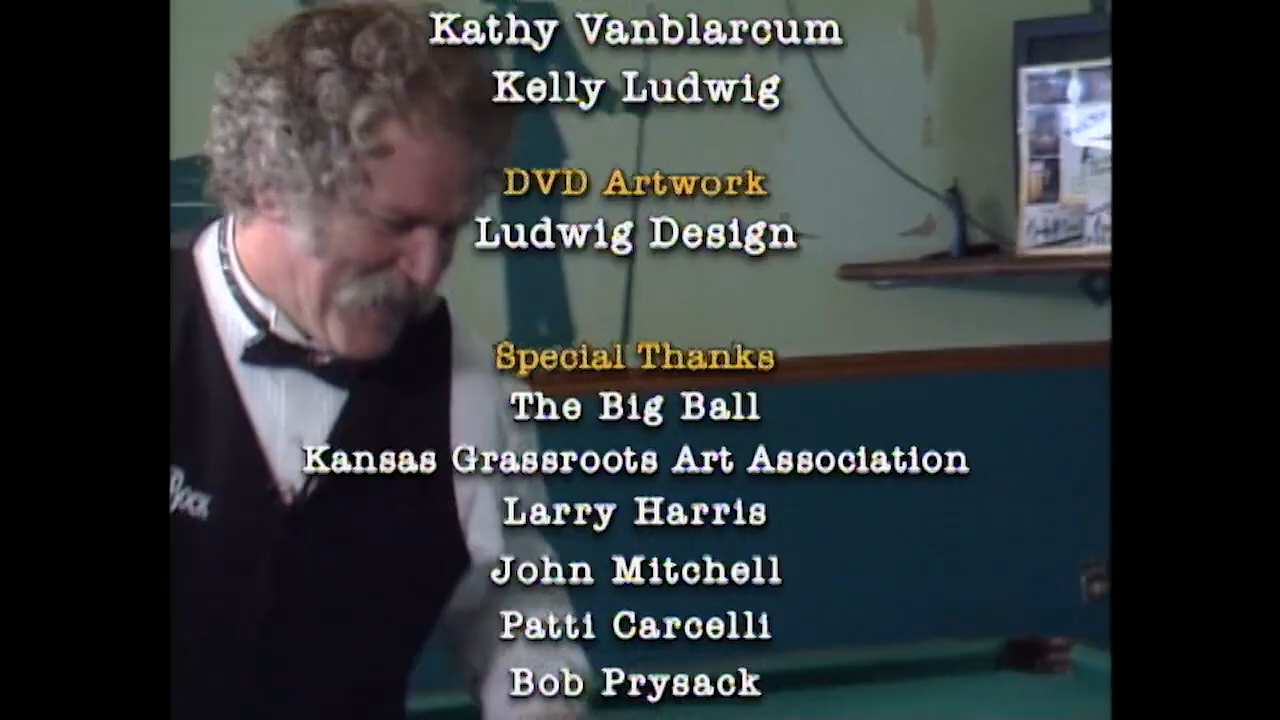 Kathy Vanblarcum
Kelly Ludwig
DVD Artwork
Ludwig Design
Special Thanks
The Big Ball
Kansas Grassroots Art Association
Larry Harris
John Mitchell
Patti Carcelli
Bob Prysack